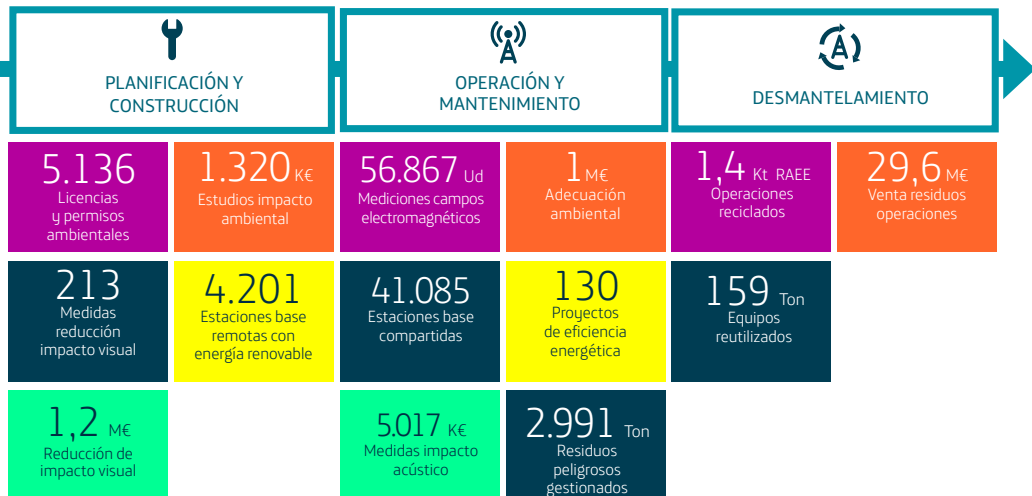 PLANIFICACIÓN Y
CONSTRUCCIÓN
OPERACIÓN Y
MANTENIMIENTO
DESMANTELAMIENTO
5.136
Licencias
y permisos
ambientales
1.320 K€
Estudios impacto
ambiental
56.867 Ud
Mediciones campos
electromagnéticos
1 M€
Adecuación
ambiental
1,4 Kt RAEE
Operaciones
reciclados
29,6 M€
Venta residuos
operaciones
213
Medidas
reducción
impacto visual
4.201
Estaciones base
remotas con
energía renovable
41.085
Estaciones base
compartidas
130
Proyectos
de eficiencia
energética
159 Ton
Equipos
reutilizados
1,2 M€
Reducción de
impacto visual
5.017 K€
Medidas impacto
acústico
2.991 Ton
Residuos
peligrosos
gestionados